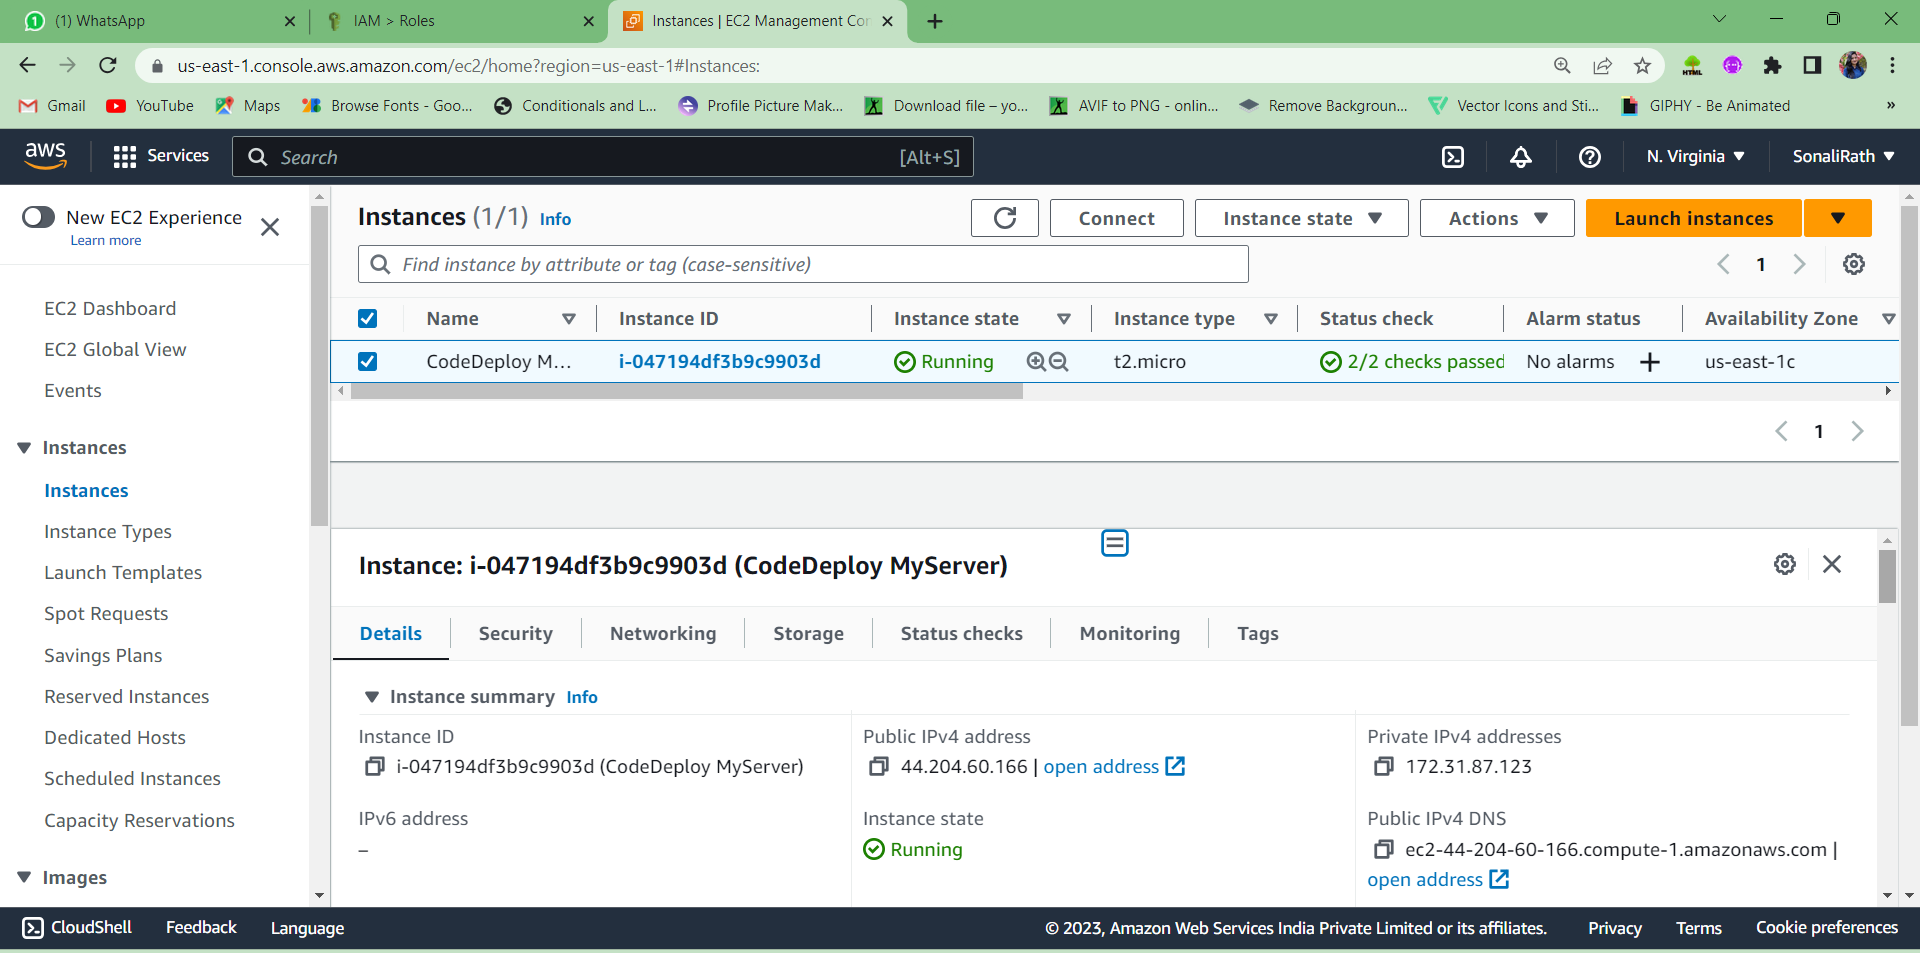 (1) WhatsApp
IAM > Roles
Instances | EC2 Management Con
us-east-1.console.aws.amazon.com/ec2/home?region=us-east-1#Instances:
Gmail YouTube Maps Browse Fonts - Goo... Conditionals and L... Profile Picture Mak... Download file – yo... AVIF to PNG - onlin... Remove Backgroun... Vector Icons and Sti... GIPHY - Be Animated »
aws Services Search [Alt+S] N. Virginia SonaliRath
New EC2 Experience
Learn more
EC2 Dashboard
EC2 Global View
Events
Instances
Instances
Instance Types
Launch Templates
Spot Requests
Savings Plans
Reserved Instances
Dedicated Hosts
Scheduled Instances
Capacity Reservations
Images
Instances (1/1) Info
Connect Instance state Actions Launch instances
Find instance by attribute or tag (case-sensitive)
1
Name Instance ID Instance state Instance type Status check Alarm status Availability Zone
CodeDeploy M... i-047194df3b9c9903d Running t2.micro 2/2 checks passed No alarms + us-east-1c
1
Instance: i-047194df3b9c9903d (CodeDeploy MyServer)
Details Security Networking Storage Status checks Monitoring Tags
Instance summary Info
Instance ID
i-047194df3b9c9903d (CodeDeploy MyServer)
Public IPv4 address
44.204.60.166 | open address
Private IPv4 addresses
172.31.87.123
IPv6 address
–
Instance state
Running
Public IPv4 DNS
ec2-44-204-60-166.compute-1.amazonaws.com |
open address
CloudShell Feedback Language © 2023, Amazon Web Services India Private Limited or its affiliates. Privacy Terms Cookie preferences